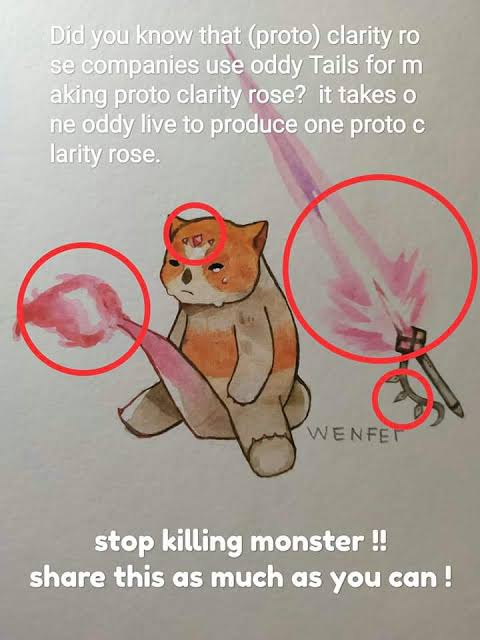 Did you know that (proto) clarity ro
se companies use oddy Tails for m
aking proto clarity rose?  it takes o
ne oddy live to produce one proto c
larity rose.
WENFEI
stop killing monster !!
share this as much as you can !